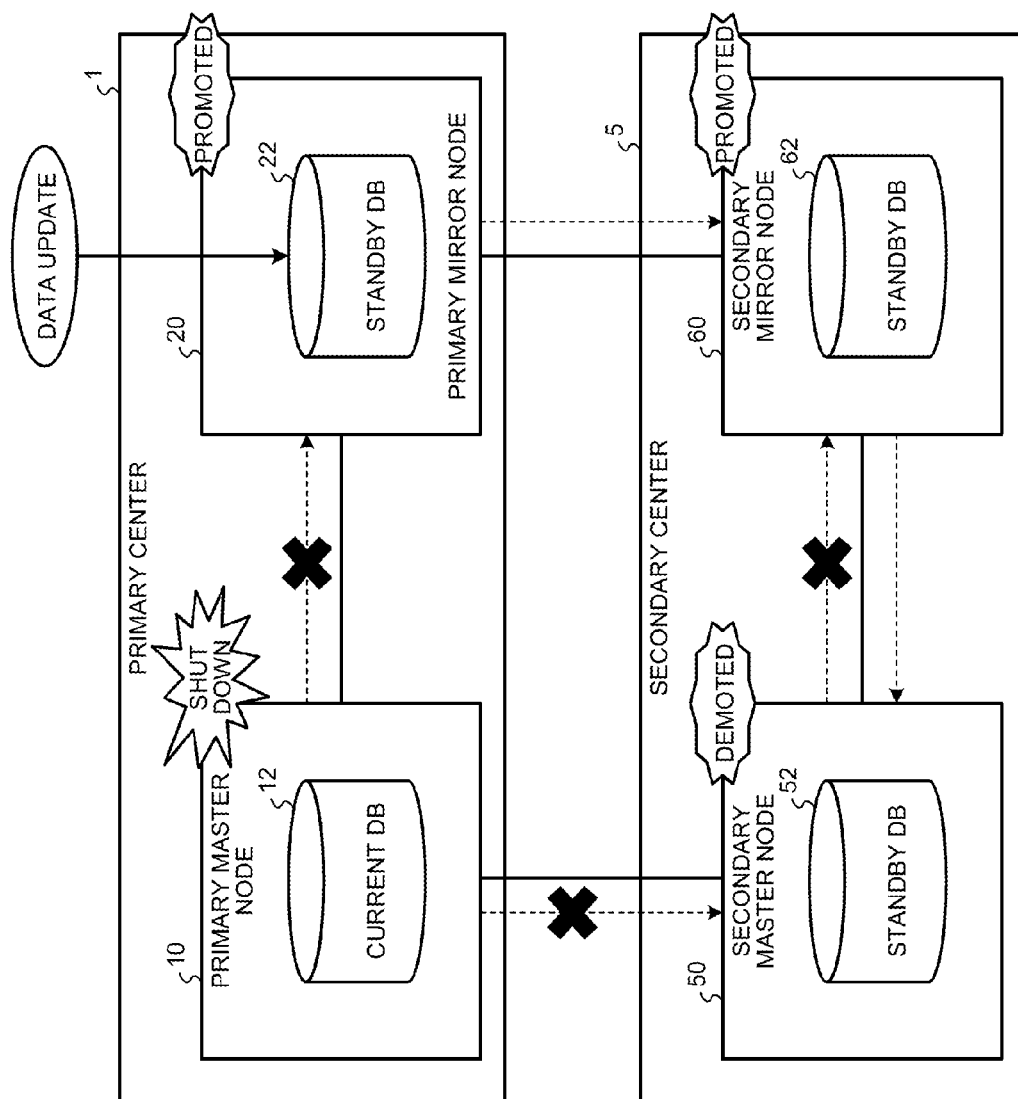 DATA UPDATE
1
PRIMARY CENTER
SHUT
DOWN
10
PRIMARY MASTER
NODE
12
CURRENT DB
20
PROMOTED
22
STANDBY DB
PRIMARY MIRROR NODE
5
SECONDARY CENTER
DEMOTED
50
SECONDARY
MASTER NODE
52
STANDBY DB
PROMOTED
60
SECONDARY
MIRROR NODE
62
STANDBY DB